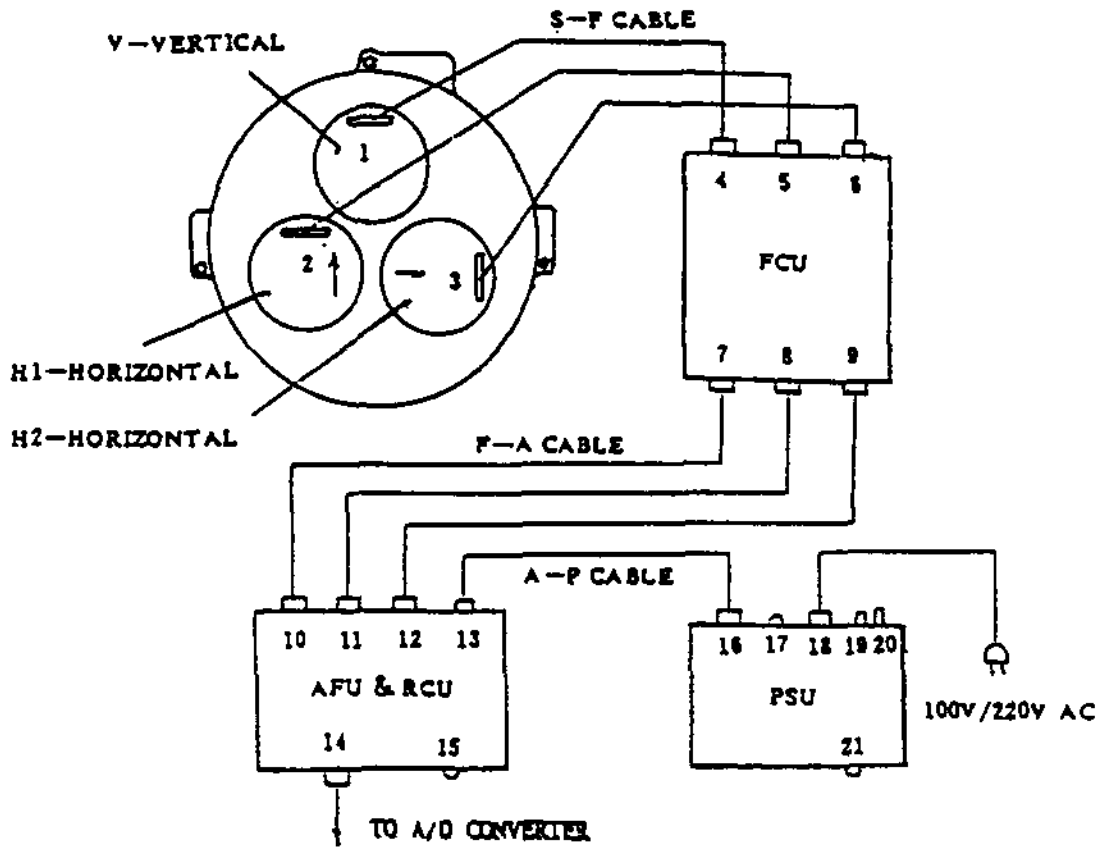 S-F CABLE
V-VERTICAL
1
4 5 6
2 3
FCU
7 8 9
H1-HORIZONTAL
H2-HORIZONTAL
F-A CABLE
A-P CABLE
10 11 12 13
16 17 18 19 20
AFU & RCU
PSU
100V/220V AC
14 15
21
TO A/D CONVERTER